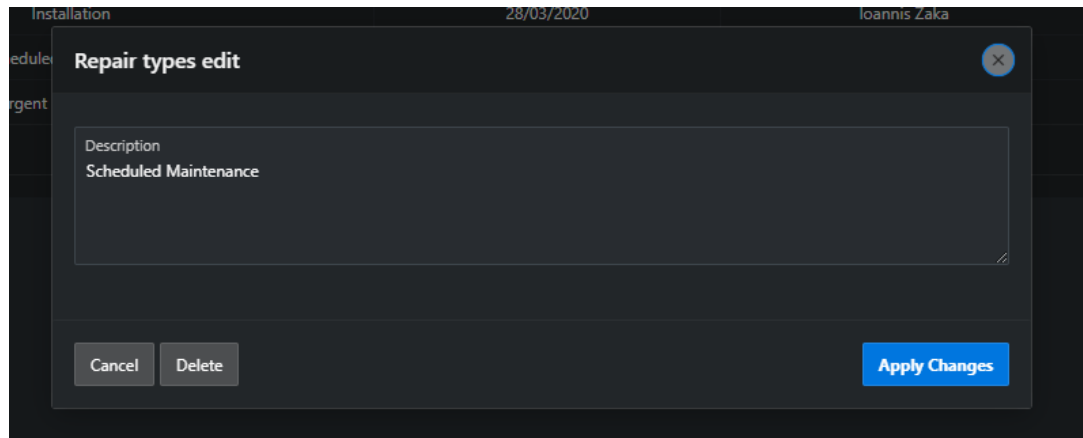 Installation 28/03/2020 Ioannis Zaka
Repair types edit
Description
Scheduled Maintenance
Cancel Delete Apply Changes